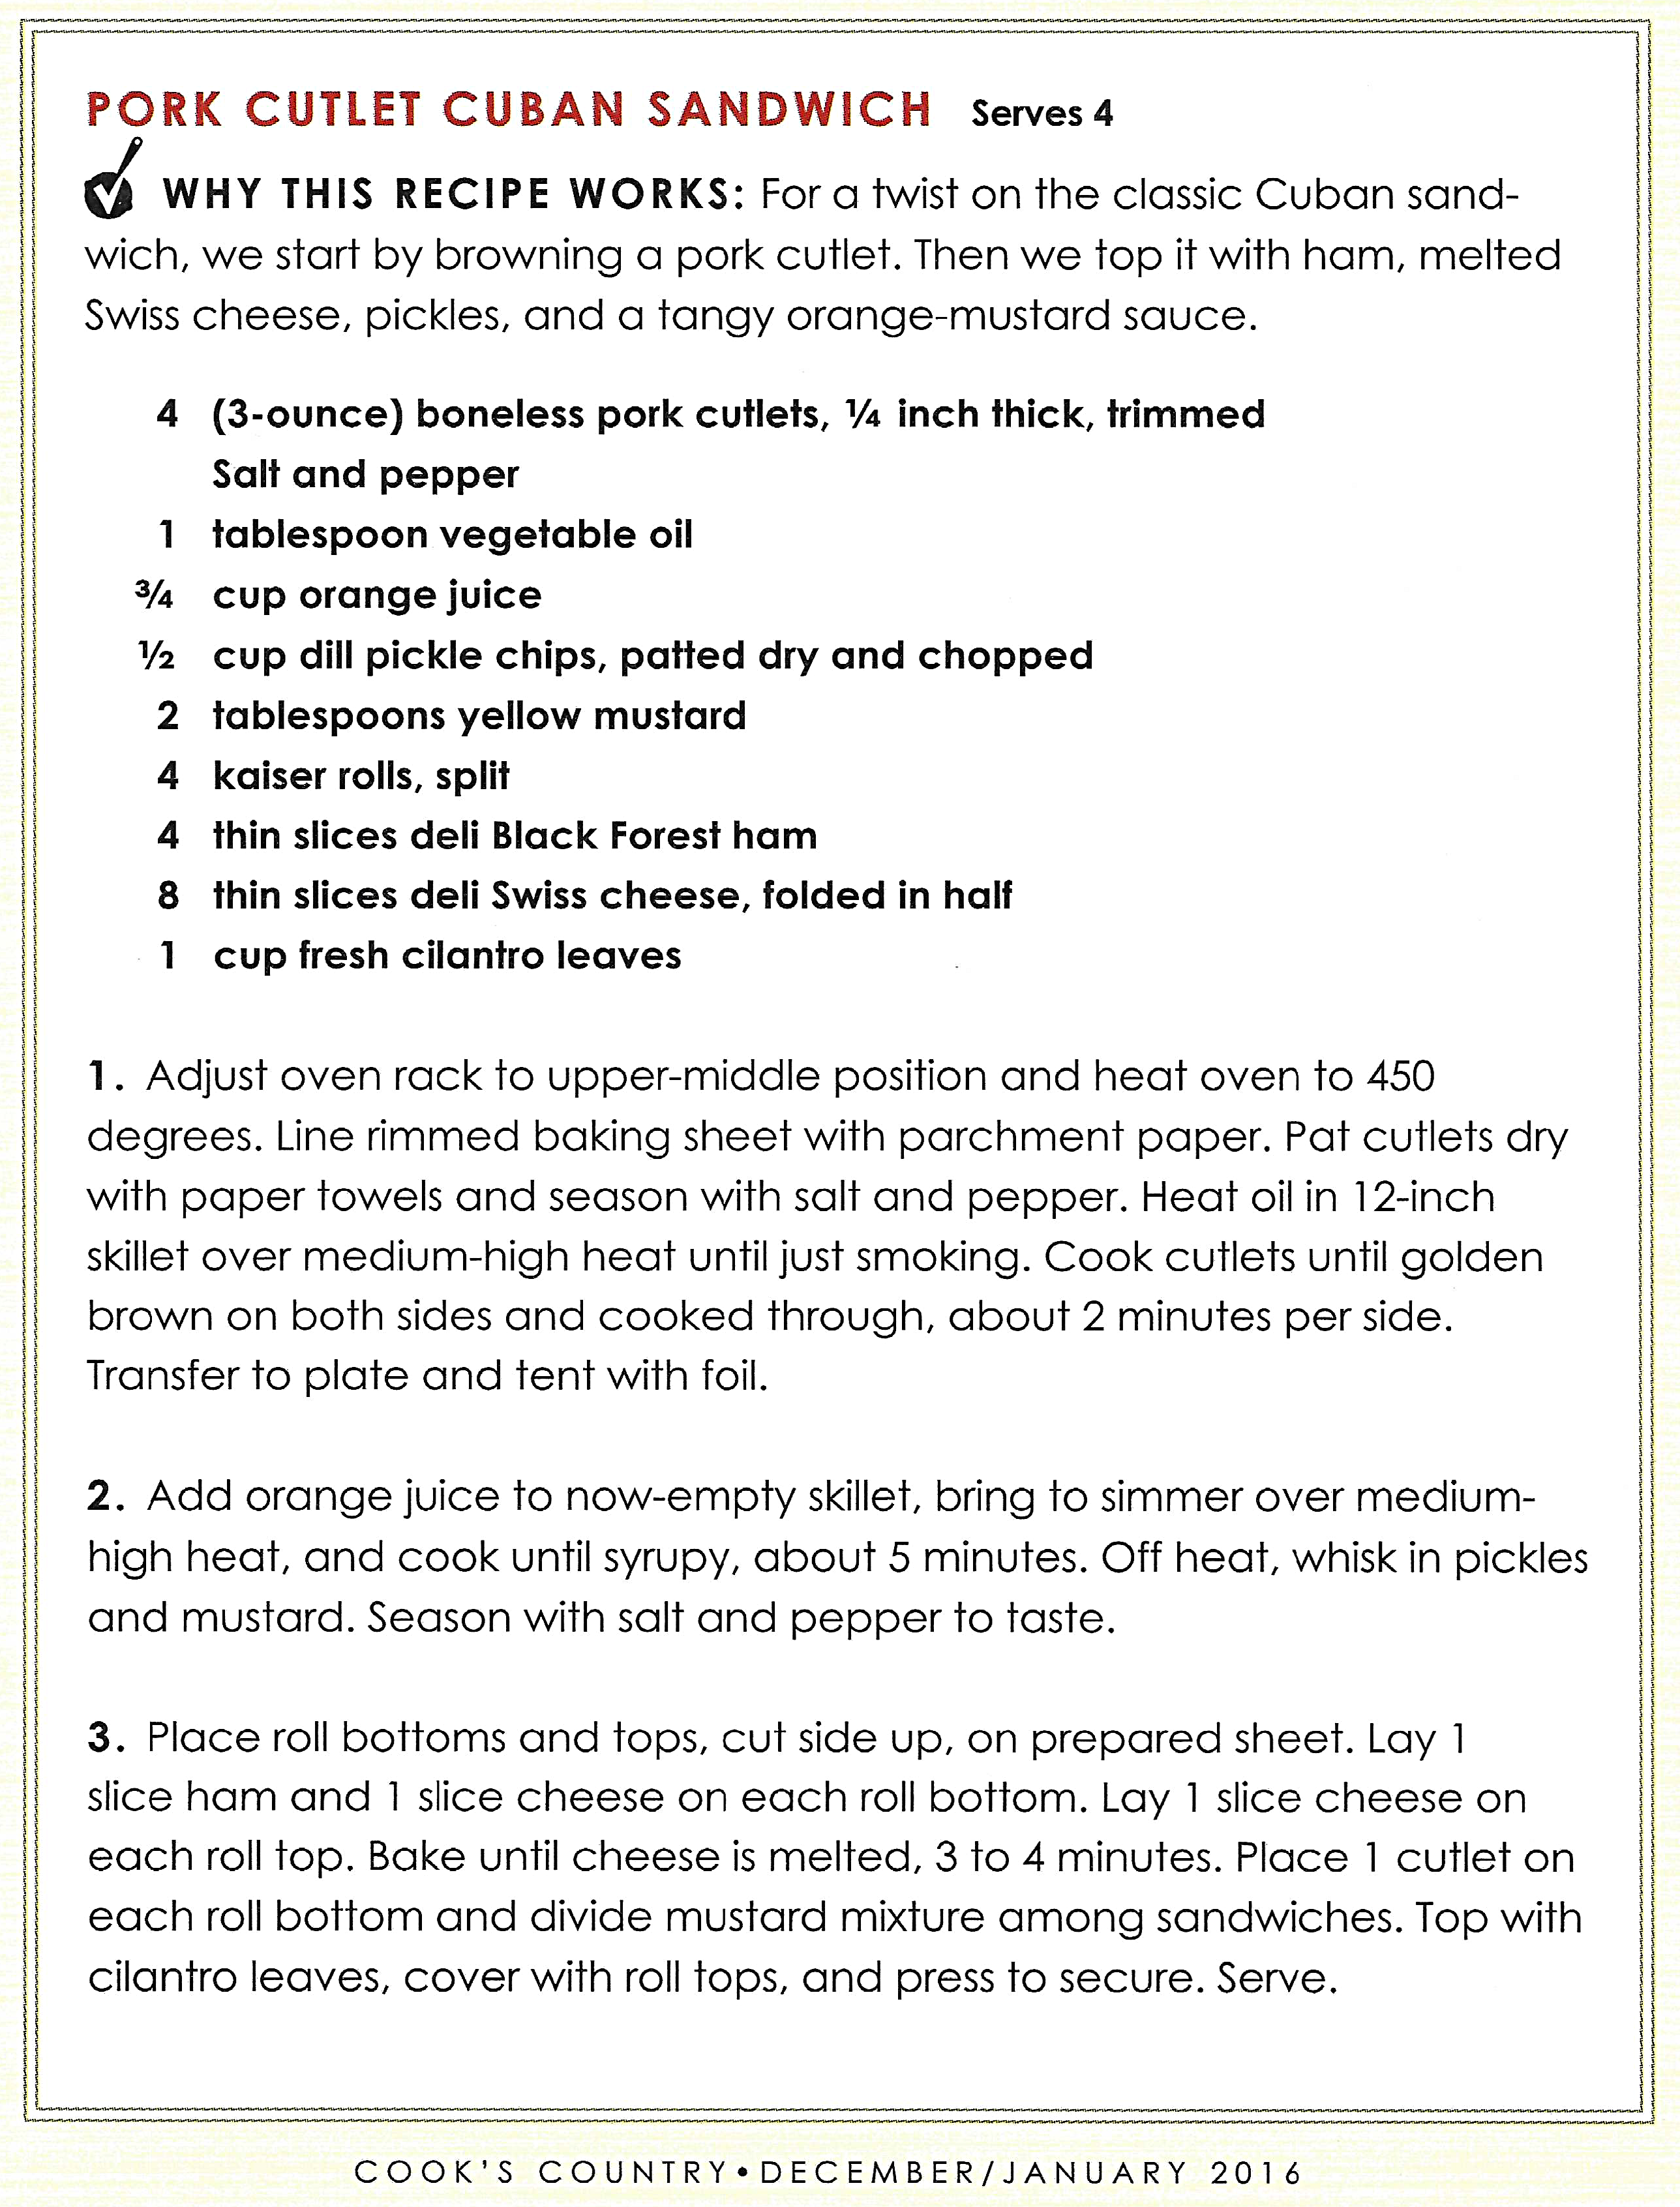 PORK CUTLET CUBAN SANDWICH Serves 4
WHY THIS RECIPE WORKS: For a twist on the classic Cuban sand-
wich, we start by browning a pork cutlet. Then we top it with ham, melted
Swiss cheese, pickles, and a tangy orange-mustard sauce.
4 (3-ounce) boneless pork cutlets, ¼ inch thick, trimmed
Salt and pepper
1 tablespoon vegetable oil
¾ cup orange juice
½ cup dill pickle chips, patted dry and chopped
2 tablespoons yellow mustard
4 kaiser rolls, split
4 thin slices deli Black Forest ham
8 thin slices deli Swiss cheese, folded in half
1 cup fresh cilantro leaves
1. Adjust oven rack to upper-middle position and heat oven to 450
degrees. Line rimmed baking sheet with parchment paper. Pat cutlets dry
with paper towels and season with salt and pepper. Heat oil in 12-inch
skillet over medium-high heat until just smoking. Cook cutlets until golden
brown on both sides and cooked through, about 2 minutes per side.
Transfer to plate and tent with foil.
2. Add orange juice to now-empty skillet, bring to simmer over medium-
high heat, and cook until syrupy, about 5 minutes. Off heat, whisk in pickles
and mustard. Season with salt and pepper to taste.
3. Place roll bottoms and tops, cut side up, on prepared sheet. Lay 1
slice ham and 1 slice cheese on each roll bottom. Lay 1 slice cheese on
each roll top. Bake until cheese is melted, 3 to 4 minutes. Place 1 cutlet on
each roll bottom and divide mustard mixture among sandwiches. Top with
cilantro leaves, cover with roll tops, and press to secure. Serve.
COOK'S COUNTRY • DECEMBER/JANUARY 2016